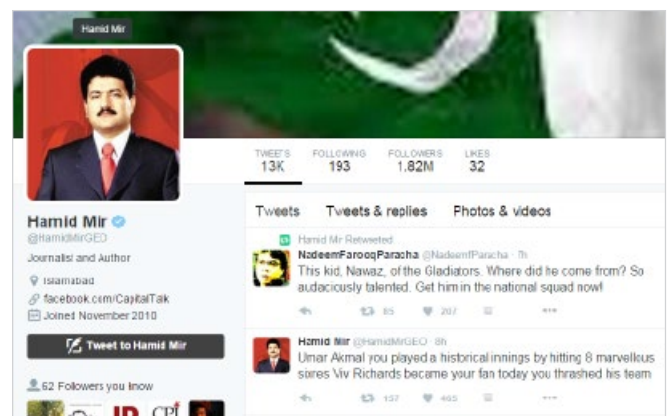 Hamid Mir
TWEETS FOLLOWING FOLLOWERS LIKES
13K 193 1.82M 32
Hamid Mir
@HamidMirGEO
Journalist and Author
Islamabad
facebook.com/CapitalTalk
Joined November 2010
Tweet to Hamid Mir
62 Followers you know
Tweets Tweets & replies Photos & videos
Hamid Mir Retweeted
NadeemFarooqParacha @NadeemfParacha · 7h
This kid, Nawaz, of the Gladiators. Where did he come from? So
audaciously talented. Get him in the national squad now!
85 207
Hamid Mir @HamidMirGEO · 8h
Umar Akmal you played a historical innings by hitting 8 marvellous
sixres Viv Richards became your fan today you thrashed his team
157 465
CPJ